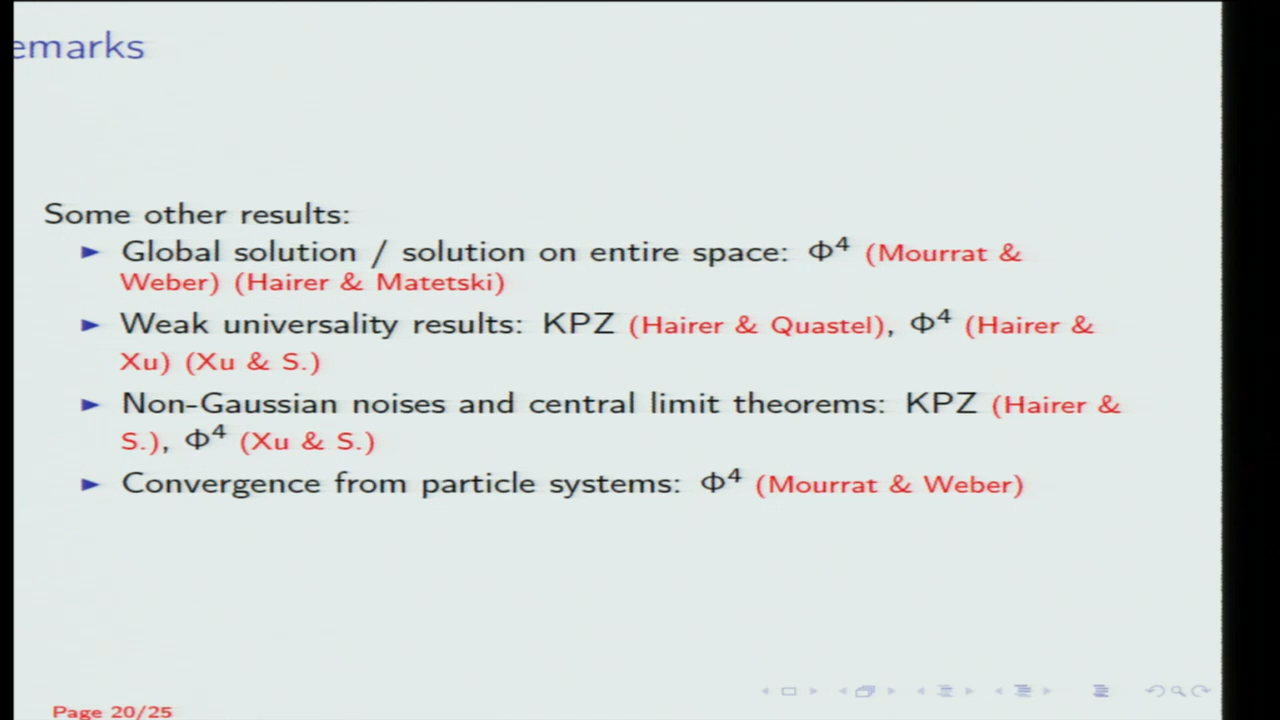 emarks
Some other results:
► Global solution / solution on entire space: Φ⁴ (Mourrat &
Weber) (Hairer & Matetski)
► Weak universality results: KPZ (Hairer & Quastel), Φ⁴ (Hairer &
Xu) (Xu & S.)
► Non-Gaussian noises and central limit theorems: KPZ (Hairer &
S.), Φ⁴ (Xu & S.)
► Convergence from particle systems: Φ⁴ (Mourrat & Weber)
Page 20/25